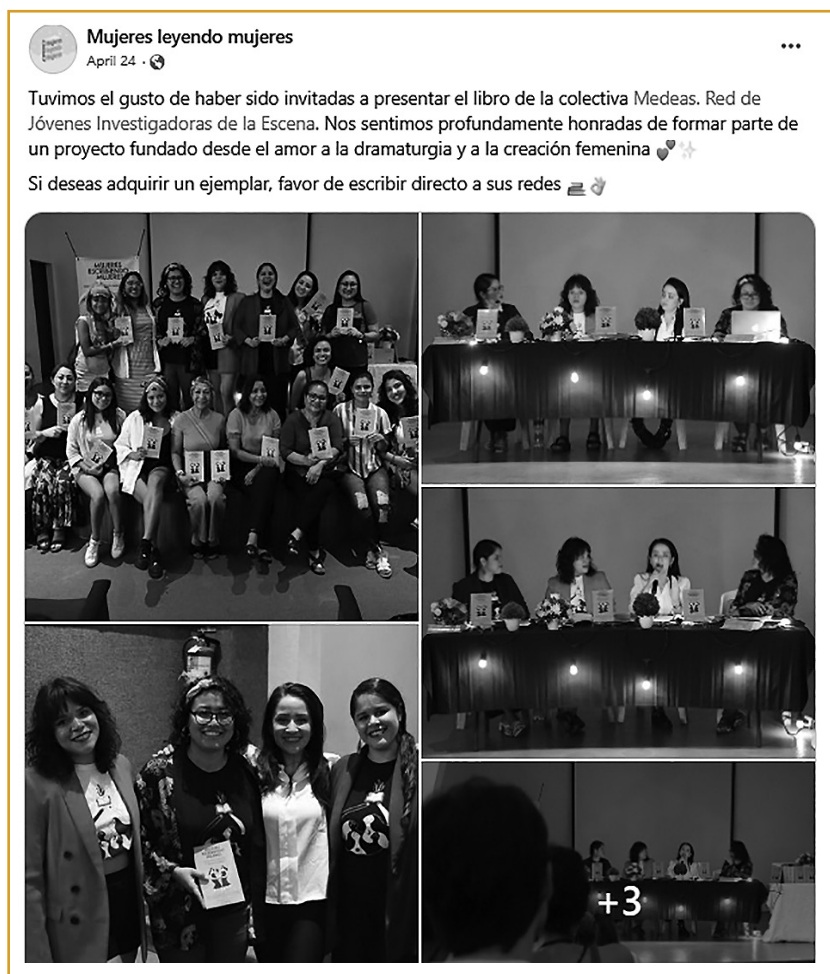 Mujeres leyendo mujeres
April 24 ·
Tuvimos el gusto de haber sido invitadas a presentar el libro de la colectiva Medeas. Red de
Jóvenes Investigadoras de la Escena. Nos sentimos profundamente honradas de formar parte de
un proyecto fundado desde el amor a la dramaturgia y a la creación femenina
Si deseas adquirir un ejemplar, favor de escribir directo a sus redes
MUJERES
ESCRIBIENDO
MUJERES
+3